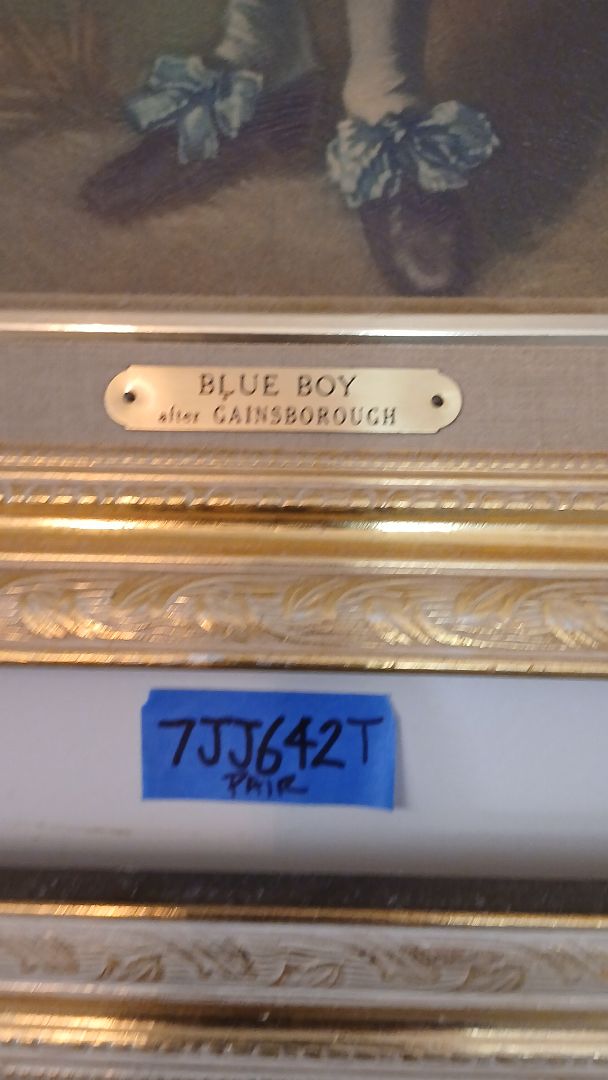 BLUE BOY
after GAINSBOROUGH
7JJ642T
PAIR